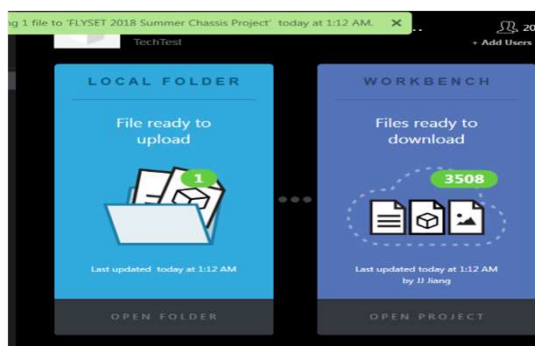 ng 1 file to 'FLYSET 2018 Summer Chassis Project' today at 1:12 AM. ✕
TechTest
20
+ Add Users
LOCAL FOLDER
File ready to
upload
1
Last updated today at 1:12 AM
OPEN FOLDER
WORKBENCH
Files ready to
download
3508
Last updated today at 1:12 AM
by JJ Jiang
OPEN PROJECT